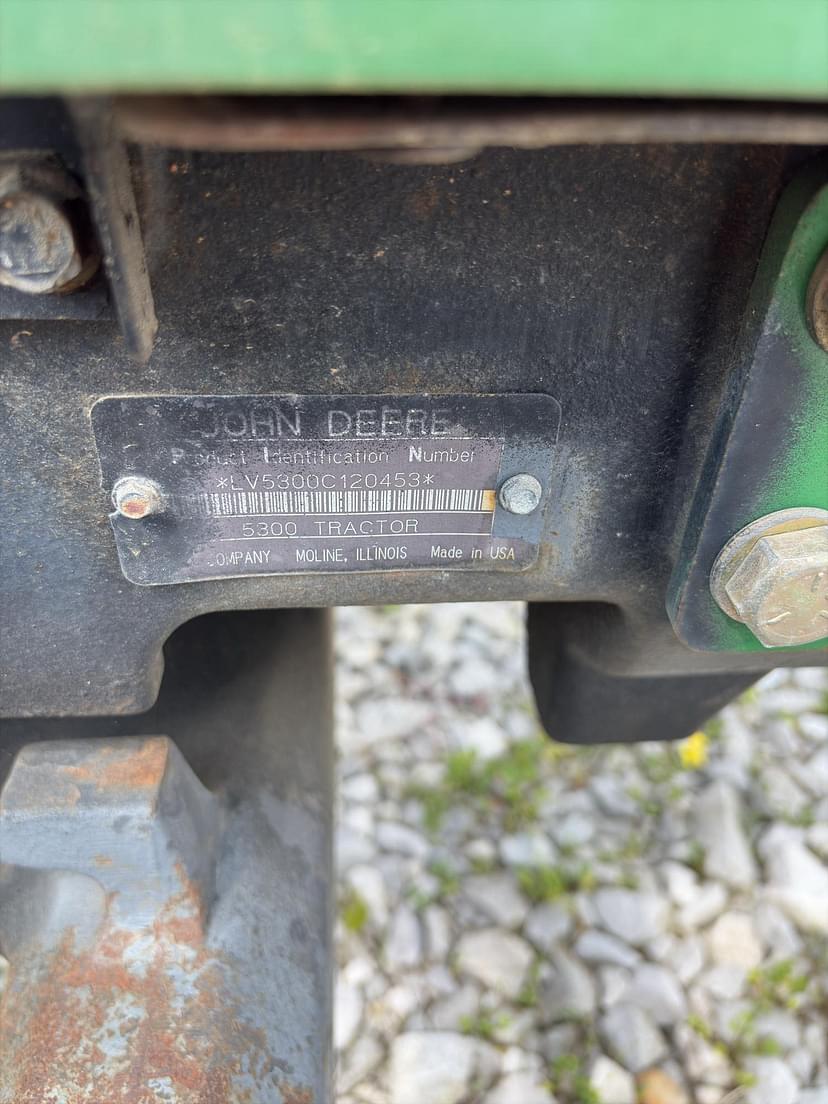 JOHN DEERE
Product Identification Number
*LV5300C120453*
5300 TRACTOR
COMPANY MOLINE, ILLINOIS Made in USA